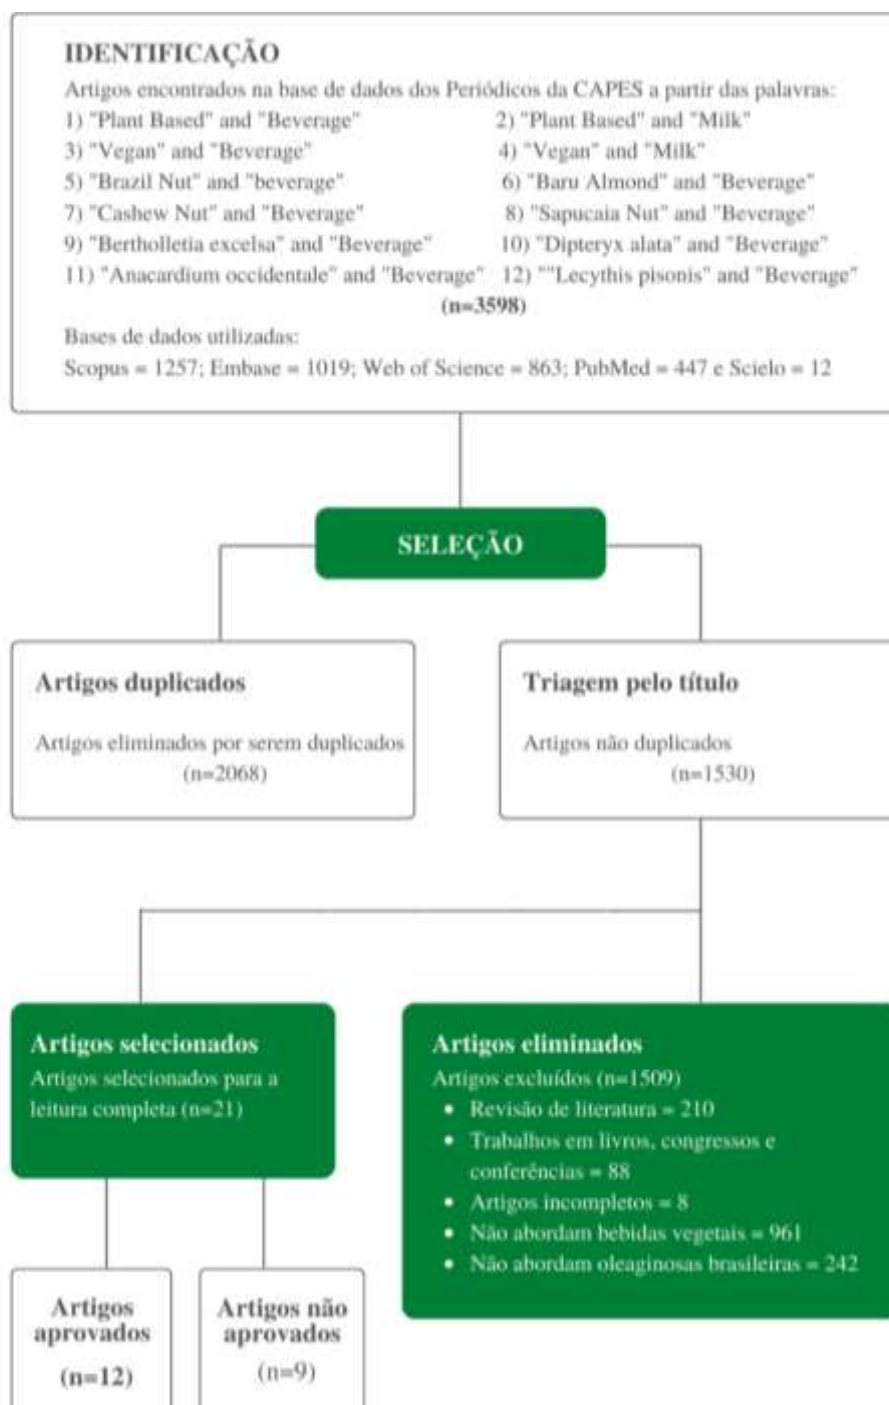 IDENTIFICAÇÃO
Artigos encontrados na base de dados dos Periódicos da CAPES a partir das palavras:
1) "Plant Based" and "Beverage" 2) "Plant Based" and "Milk"
3) "Vegan" and "Beverage" 4) "Vegan" and "Milk"
5) "Brazil Nut" and "beverage" 6) "Baru Almond" and "Beverage"
7) "Cashew Nut" and "Beverage" 8) "Sapucaia Nut" and "Beverage"
9) "Bertholletia excelsa" and "Beverage" 10) "Dipteryx alata" and "Beverage"
11) "Anacardium occidentale" and "Beverage" 12) ""Lecythis pisonis" and "Beverage"
(n=3598)
Bases de dados utilizadas:
Scopus = 1257; Embase = 1019; Web of Science = 863; PubMed = 447 e Scielo = 12
SELEÇÃO
Artigos duplicados
Artigos eliminados por serem duplicados
(n=2068)
Triagem pelo título
Artigos não duplicados
(n=1530)
Artigos selecionados
Artigos selecionados para a
leitura completa (n=21)
Artigos eliminados
Artigos excluídos (n=1509)
• Revisão de literatura = 210
• Trabalhos em livros, congressos e
conferências = 88
• Artigos incompletos = 8
• Não abordam bebidas vegetais = 961
• Não abordam oleaginosas brasileiras = 242
Artigos
aprovados
(n=12)
Artigos não
aprovados
(n=9)